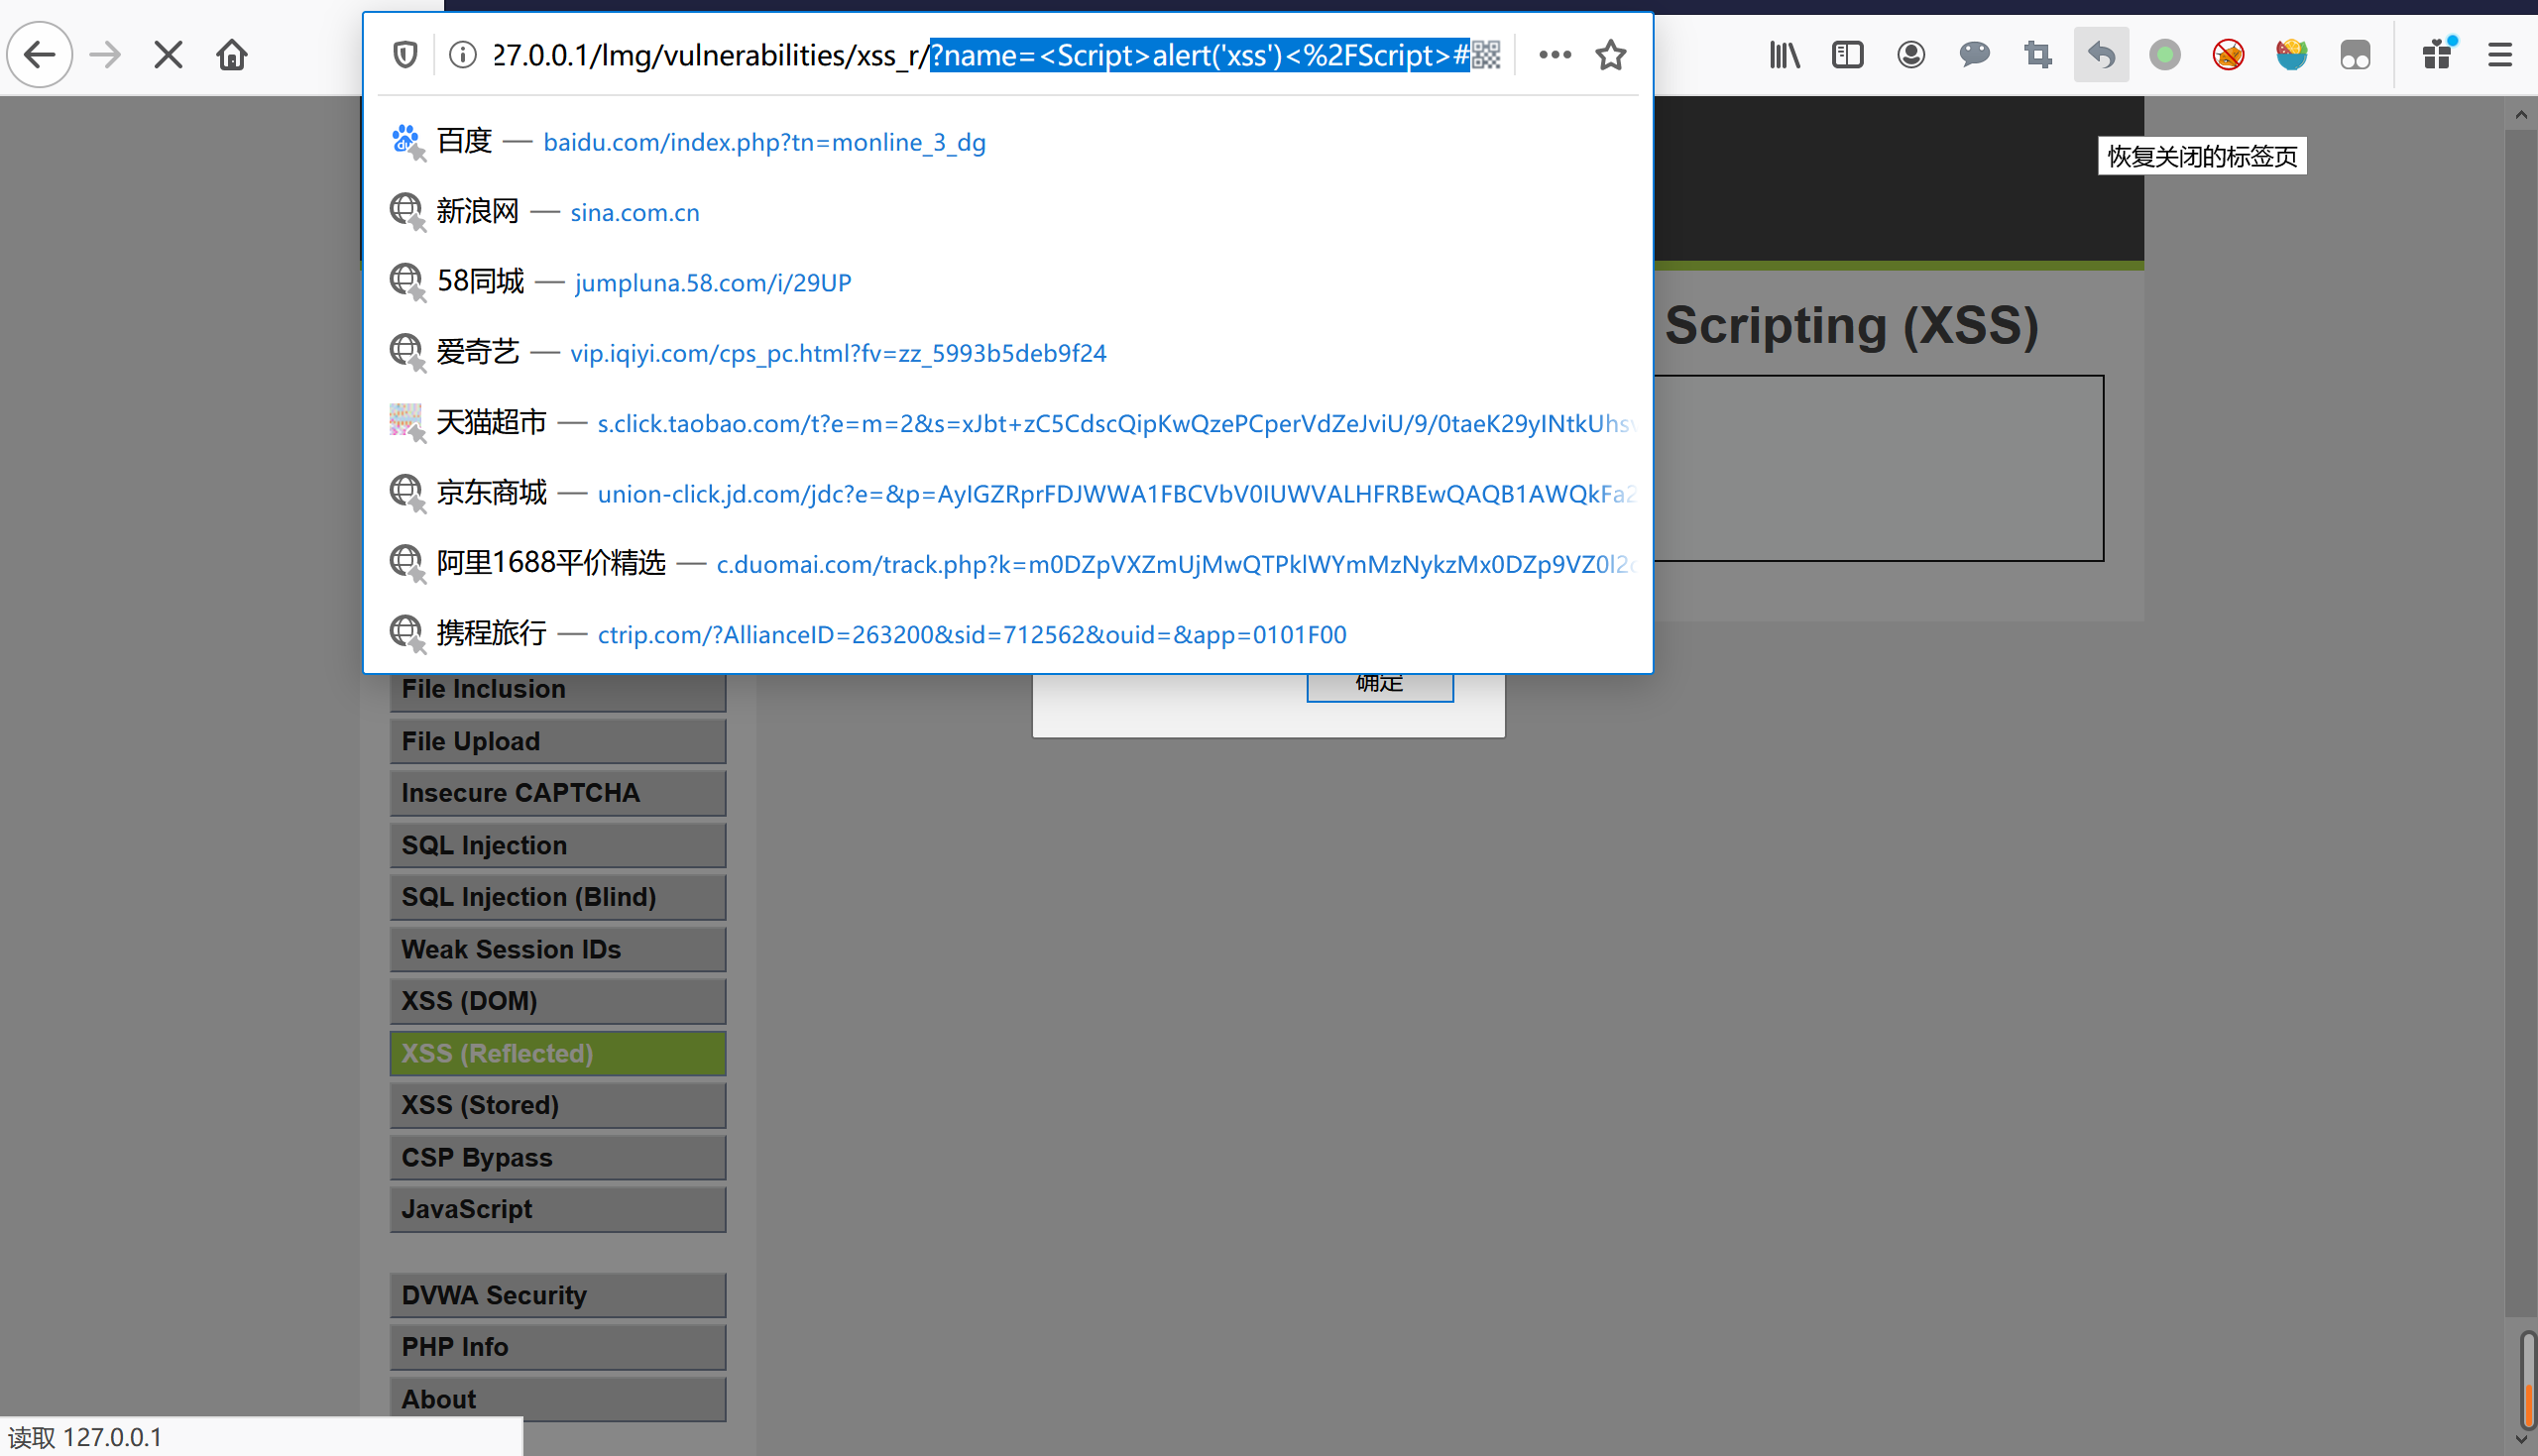 27.0.0.1/lmg/vulnerabilities/xss_r/?name=<Script>alert('xss')<%2FScript>#
百度 — baidu.com/index.php?tn=monline_3_dg
恢复关闭的标签页
新浪网 — sina.com.cn
58同城 — jumpluna.58.com/i/29UP
Scripting (XSS)
爱奇艺 — vip.iqiyi.com/cps_pc.html?fv=zz_5993b5deb9f24
天猫超市 — s.click.taobao.com/t?e=m=2&s=xJbt+zC5CdscQipKwQzePCperVdZeJviU/9/0taeK29yINtkUhsv
京东商城 — union-click.jd.com/jdc?e=&p=AyIGZRprFDJWWA1FBCVbV0IUWVALHFRBEwQAQB1AWQkFa2
阿里1688平价精选 — c.duomai.com/track.php?k=m0DZpVXZmUjMwQTPklWYmMzNykzMx0DZp9VZ0l2c
携程旅行 — ctrip.com/?AllianceID=263200&sid=712562&ouid=&app=0101F00
File Inclusion
确定
File Upload
Insecure CAPTCHA
SQL Injection
SQL Injection (Blind)
Weak Session IDs
XSS (DOM)
XSS (Reflected)
XSS (Stored)
CSP Bypass
JavaScript
DVWA Security
PHP Info
About
读取 127.0.0.1